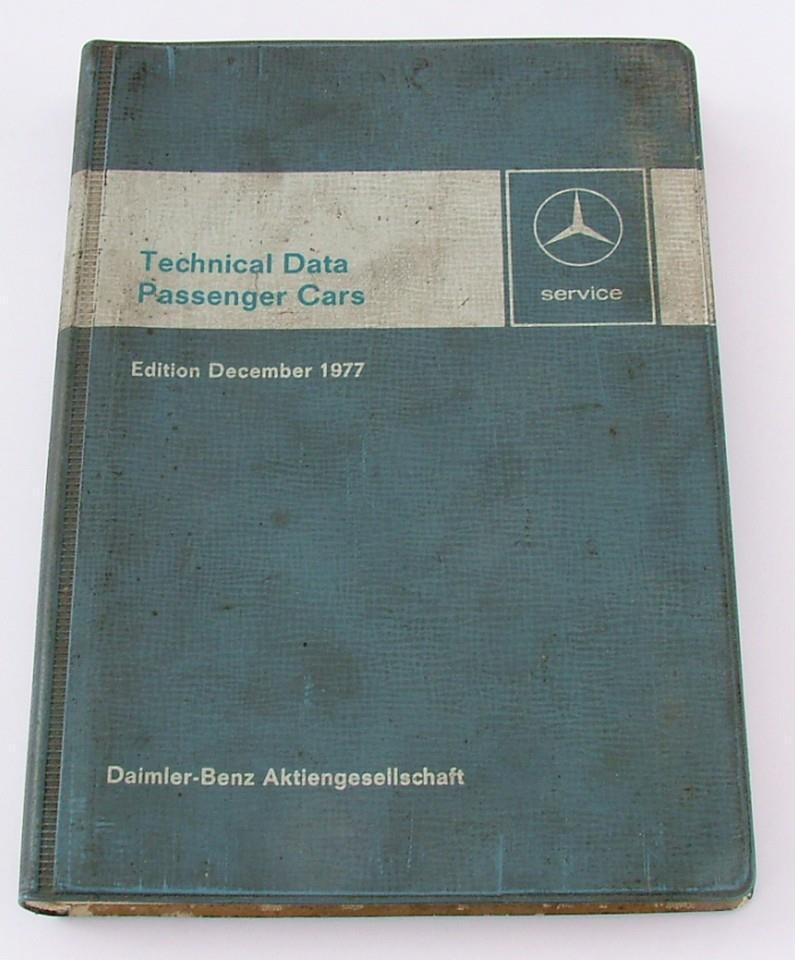 Technical Data
Passenger Cars
service
Edition December 1977
Daimler-Benz Aktiengesellschaft